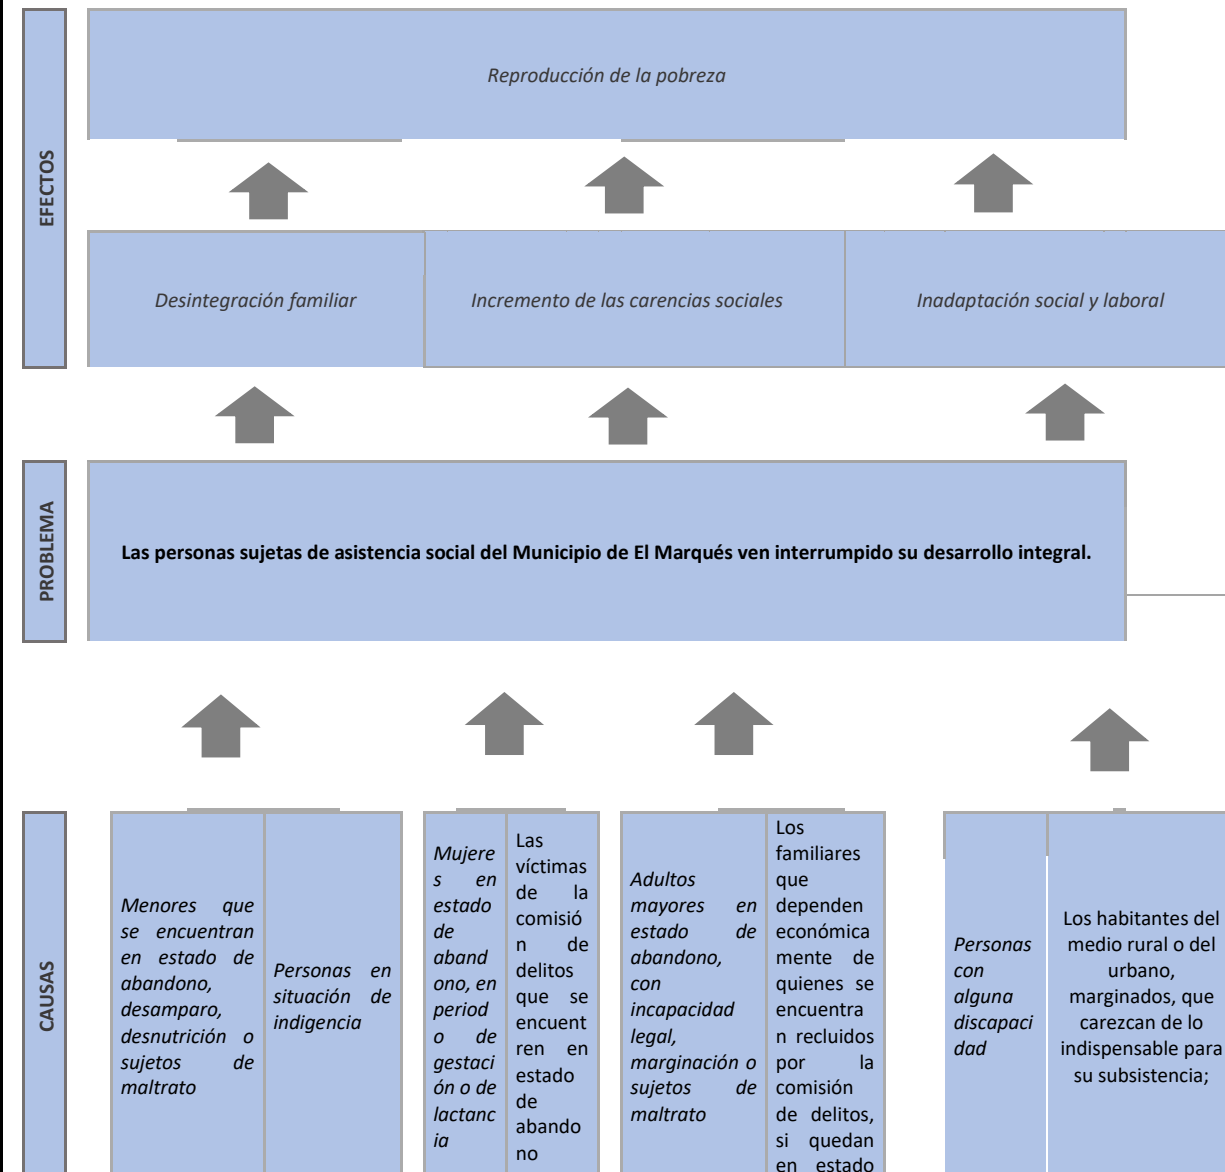 EFECTOS
Reproducción de la pobreza
Desintegración familiar
Incremento de las carencias sociales
Inadaptación social y laboral
PROBLEMA
Las personas sujetas de asistencia social del Municipio de El Marqués ven interrumpido su desarrollo integral.
CAUSAS
Menores que
se encuentran
en estado de
abandono,
desamparo,
desnutrición o
sujetos de
maltrato
Personas en
situación de
indigencia
Mujere
s en
estado
de
aband
ono, en
period
o de
gestaci
ón o de
lactanc
ia
Las
víctimas
de la
comisió
n de
delitos
que se
encuent
ren en
estado
de
abando
no
Adultos
mayores en
estado de
abandono,
con
incapacidad
legal,
marginación o
sujetos de
maltrato
Los
familiares
que
dependen
económica
mente de
quienes se
encuentra
n recluidos
por la
comisión
de delitos,
si quedan
en estado
Personas
con
alguna
discapaci
dad
Los habitantes del
medio rural o del
urbano,
marginados, que
carezcan de lo
indispensable para
su subsistencia;